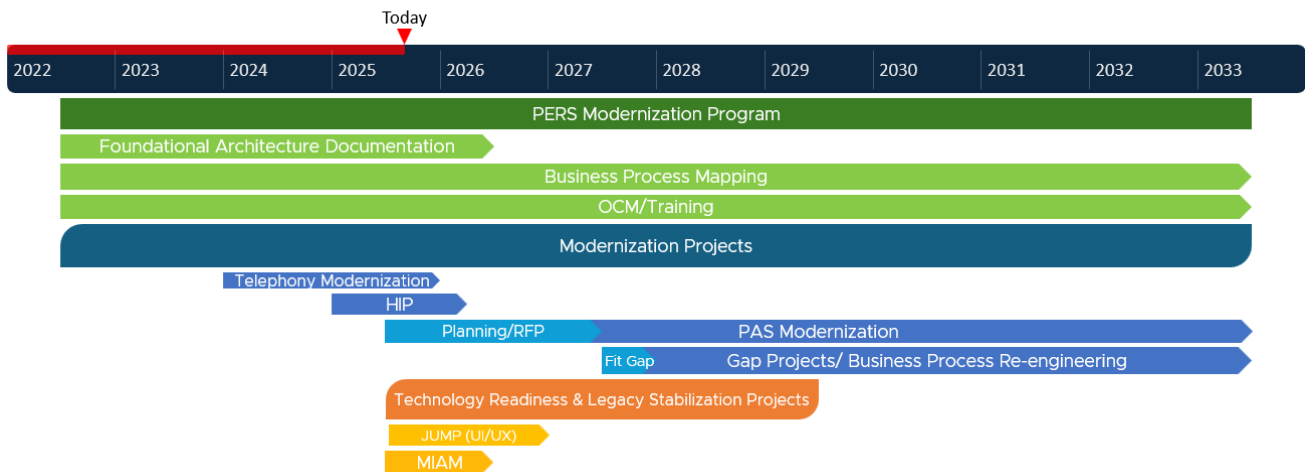 Today
2022 2023 2024 2025 2026 2027 2028 2029 2030 2031 2032 2033
PERS Modernization Program
Foundational Architecture Documentation
Business Process Mapping
OCM/Training
Modernization Projects
Telephony Modernization
HIP
Planning/RFP PAS Modernization
Fit Gap Gap Projects/ Business Process Re-engineering
Technology Readiness & Legacy Stabilization Projects
JUMP (UI/UX)
MIAM